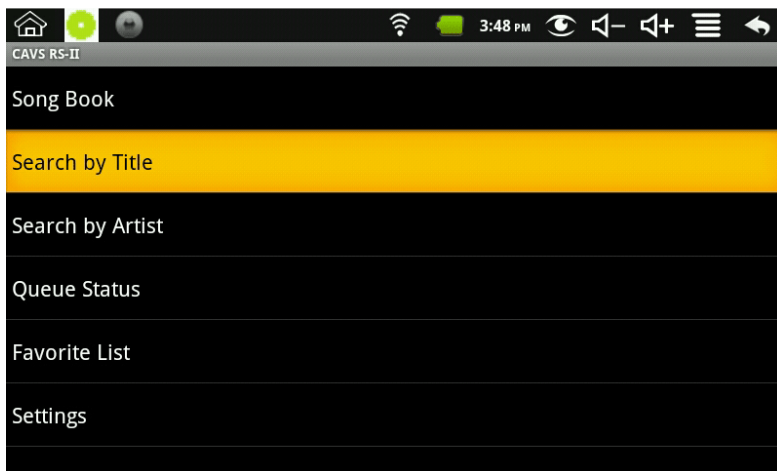 3:48 PM
CAVS RS-II
Song Book
Search by Title
Search by Artist
Queue Status
Favorite List
Settings